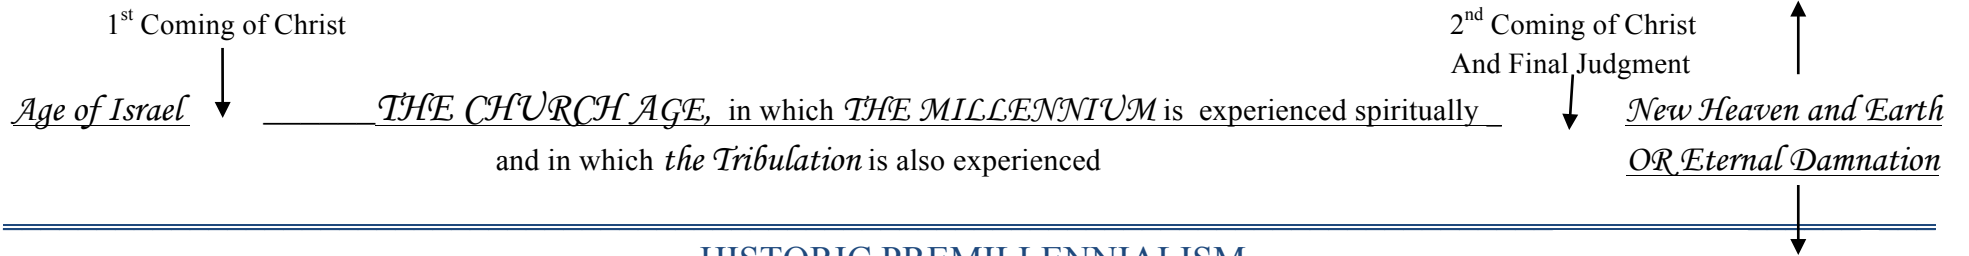 1st Coming of Christ
2nd Coming of Christ
And Final Judgment
Age of Israel THE CHURCH AGE, in which THE MILLENNIUM is experienced spiritually New Heaven and Earth
and in which the Tribulation is also experienced OR Eternal Damnation
HISTORIC PREMILLENNIALISM